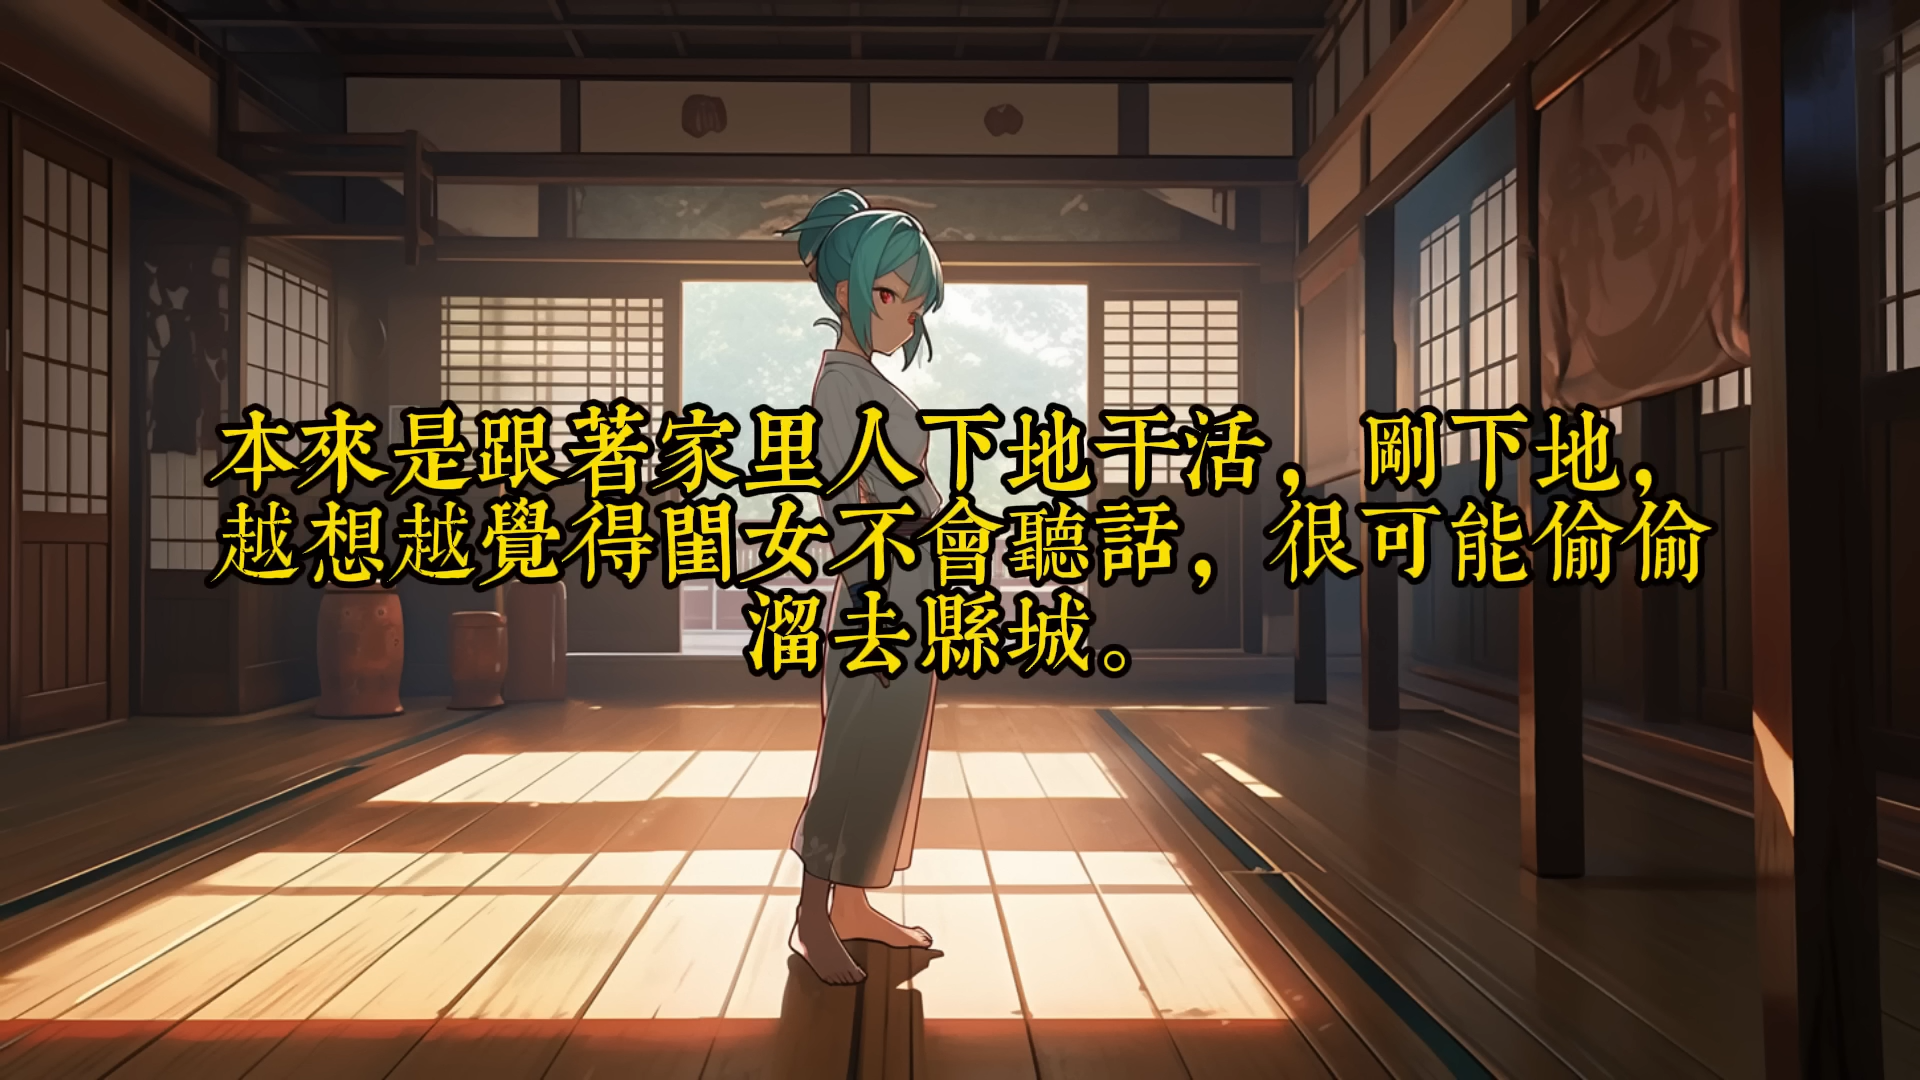 本來是跟著家里人下地干活，剛下地，
越想越覺得閨女不會聽話，很可能偷偷
溜去縣城。